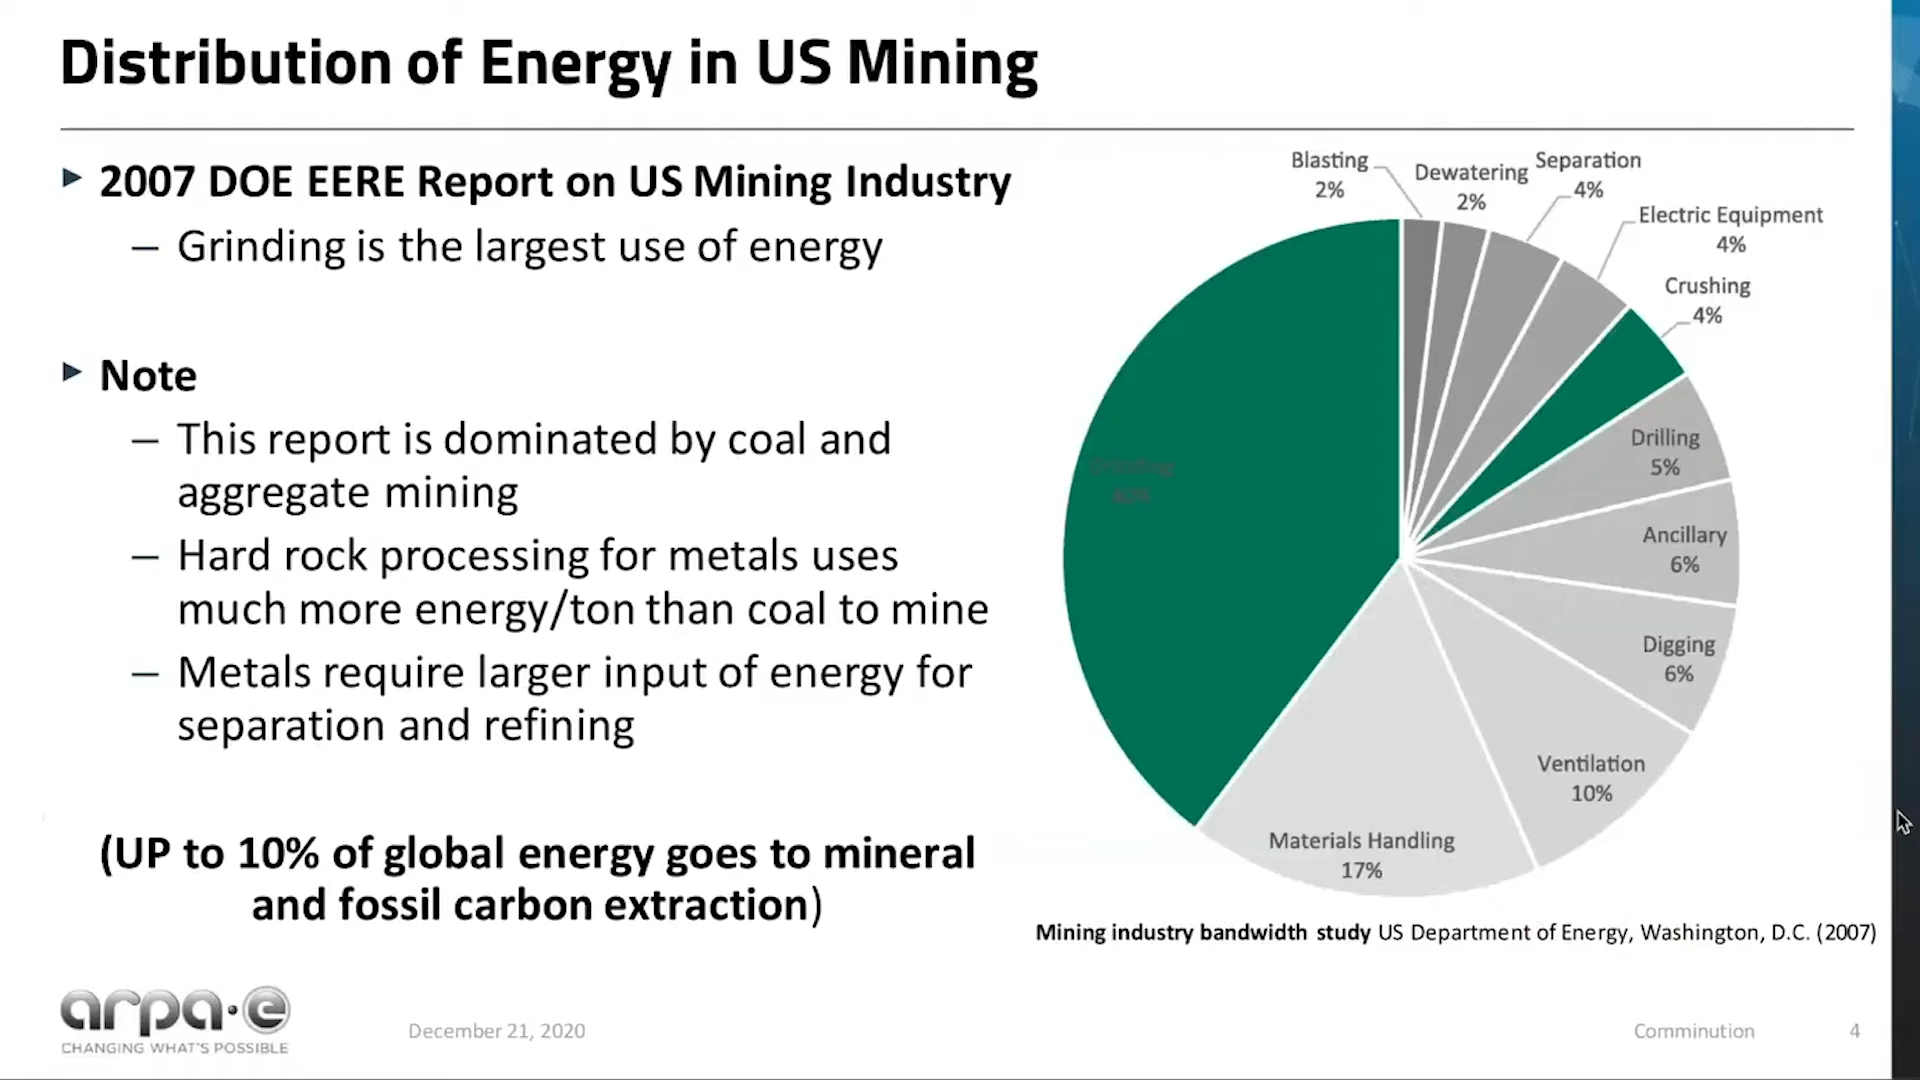 Distribution of Energy in US Mining
2007 DOE EERE Report on US Mining Industry
– Grinding is the largest use of energy
Note
– This report is dominated by coal and
aggregate mining
– Hard rock processing for metals uses
much more energy/ton than coal to mine
– Metals require larger input of energy for
separation and refining
(UP to 10% of global energy goes to mineral
and fossil carbon extraction)
Blasting
2%
Dewatering
2%
Separation
4%
Electric Equipment
4%
Crushing
4%
Drilling
5%
Ancillary
6%
Digging
6%
Ventilation
10%
Materials Handling
17%
Grinding
Mining industry bandwidth study US Department of Energy, Washington, D.C. (2007)
arpa·e
CHANGING WHAT'S POSSIBLE
December 21, 2020
Comminution
4